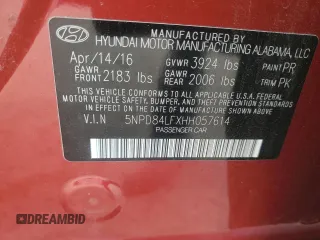 HYUNDAI MOTOR MANUFACTURING ALABAMA, LLC
Apr/14/16 GVWR 3924 lbs PAINT PR
GAWR FRONT 2183 lbs GAWR REAR 2006 lbs TRIM PK
THIS VEHICLE CONFORMS TO ALL APPLICABLE U.S. FEDERAL MOTOR VEHICLE SAFETY, BUMPER, AND THEFT PREVENTION STANDARDS IN EFFECT ON THE DATE OF MANUFACTURE SHOWN ABOVE.
V.I.N 5NPD84LFXHH057614
PASSENGER CAR
DREAMBID